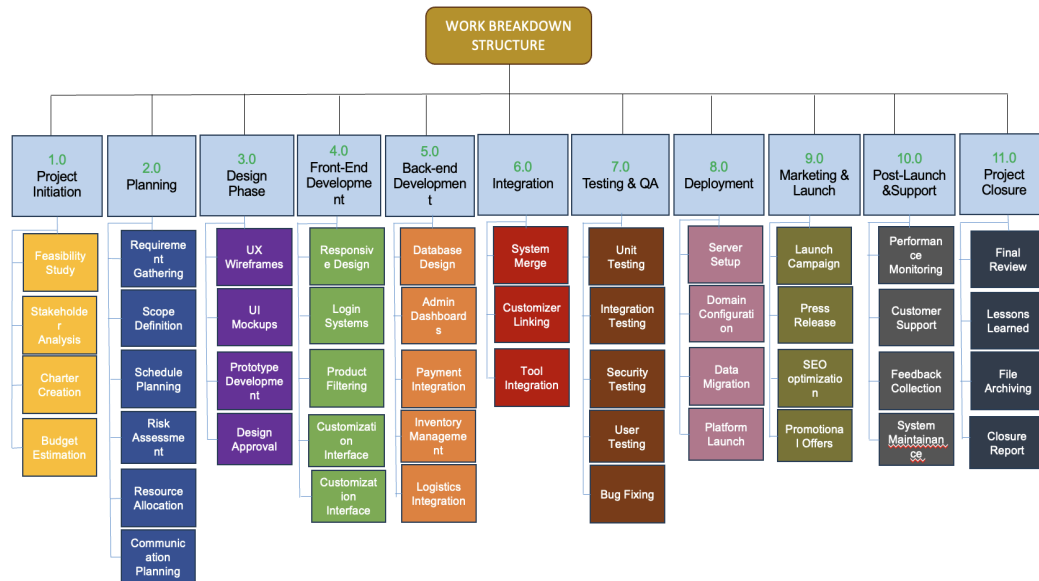 WORK BREAKDOWN
STRUCTURE
1.0
Project
Initiation
2.0
Planning
3.0
Design
Phase
4.0
Front-End
Developme
nt
5.0
Back-end
Developmen
t
6.0
Integration
7.0
Testing & QA
8.0
Deployment
9.0
Marketing &
Launch
10.0
Post-Launch
&Support
11.0
Project
Closure
Feasibility
Study
Stakeholde
r
Analysis
Charter
Creation
Budget
Estimation
Requireme
nt
Gathering
Scope
Definition
Schedule
Planning
Risk
Assessme
nt
Resource
Allocation
Communi
cation
Planning
UX
Wireframes
UI
Mockups
Prototype
Developme
nt
Design
Approval
Responsiv
e Design
Login
Systems
Product
Filtering
Customizati
on
Interface
Customizat
ion
Interface
Database
Design
Admin
Dashboard
s
Payment
Integration
Inventory
Manageme
nt
Logistics
Integration
System
Merge
Customizer
Linking
Tool
Integration
Unit
Testing
Integration
Testing
Security
Testing
User
Testing
Bug Fixing
Server
Setup
Domain
Configurati
on
Data
Migration
Platform
Launch
Launch
Campaign
Press
Release
SEO
optimizatio
n
Promotiona
l Offers
Performa
nce
Monitoring
Customer
Support
Feedback
Collection
System
Maintainan
ce
Final
Review
Lessons
Learned
File
Archiving
Closure
Report